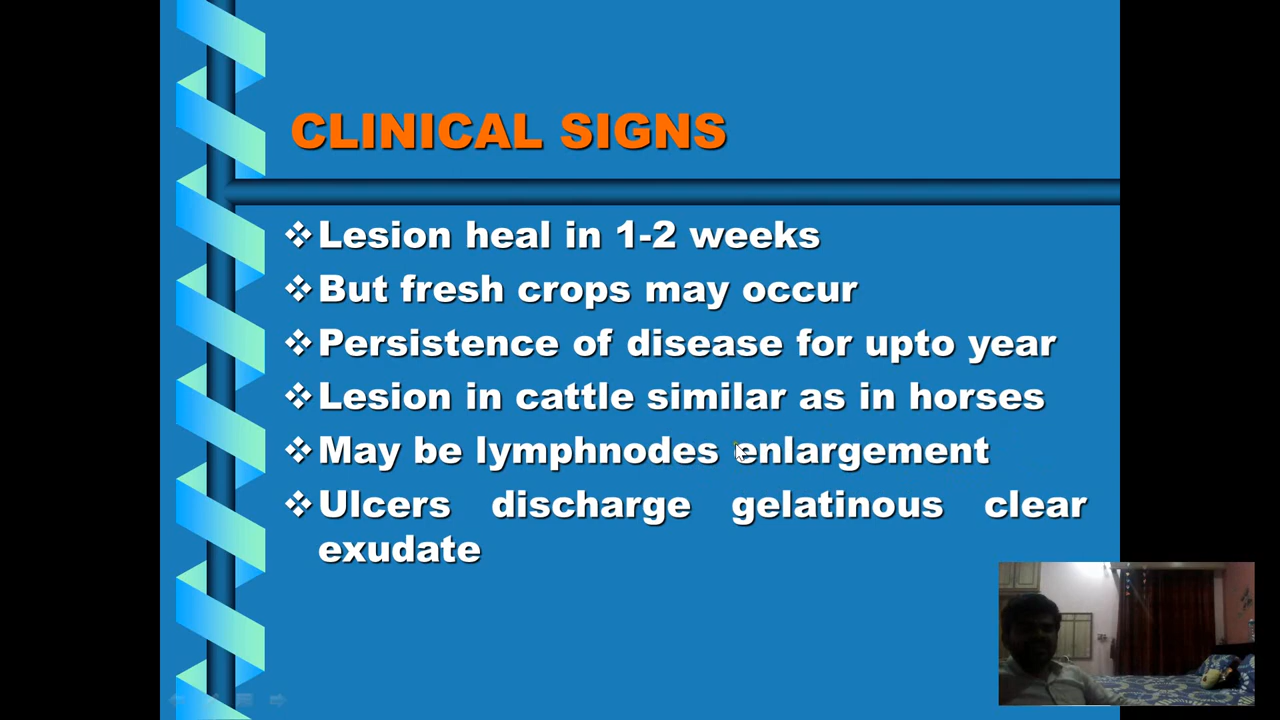 CLINICAL SIGNS
Lesion heal in 1-2 weeks
But fresh crops may occur
Persistence of disease for upto year
Lesion in cattle similar as in horses
May be lymphnodes enlargement
Ulcers discharge gelatinous clear
exudate